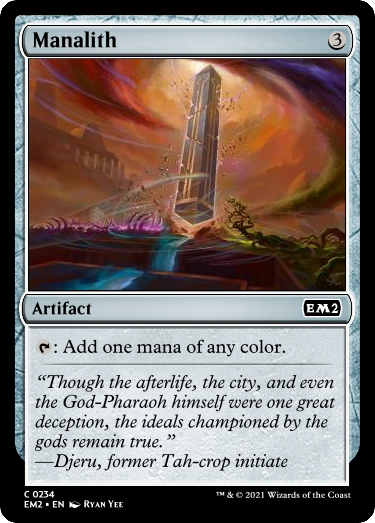 Manalith 3
Artifact EM2
: Add one mana of any color.
“Though the afterlife, the city, and even
the God-Pharaoh himself were one great
deception, the ideals championed by the
gods remain true.”
—Djeru, former Tah-crop initiate
C 0234
EM2 • EN Ryan Yee
™ & © 2021 Wizards of the Coast